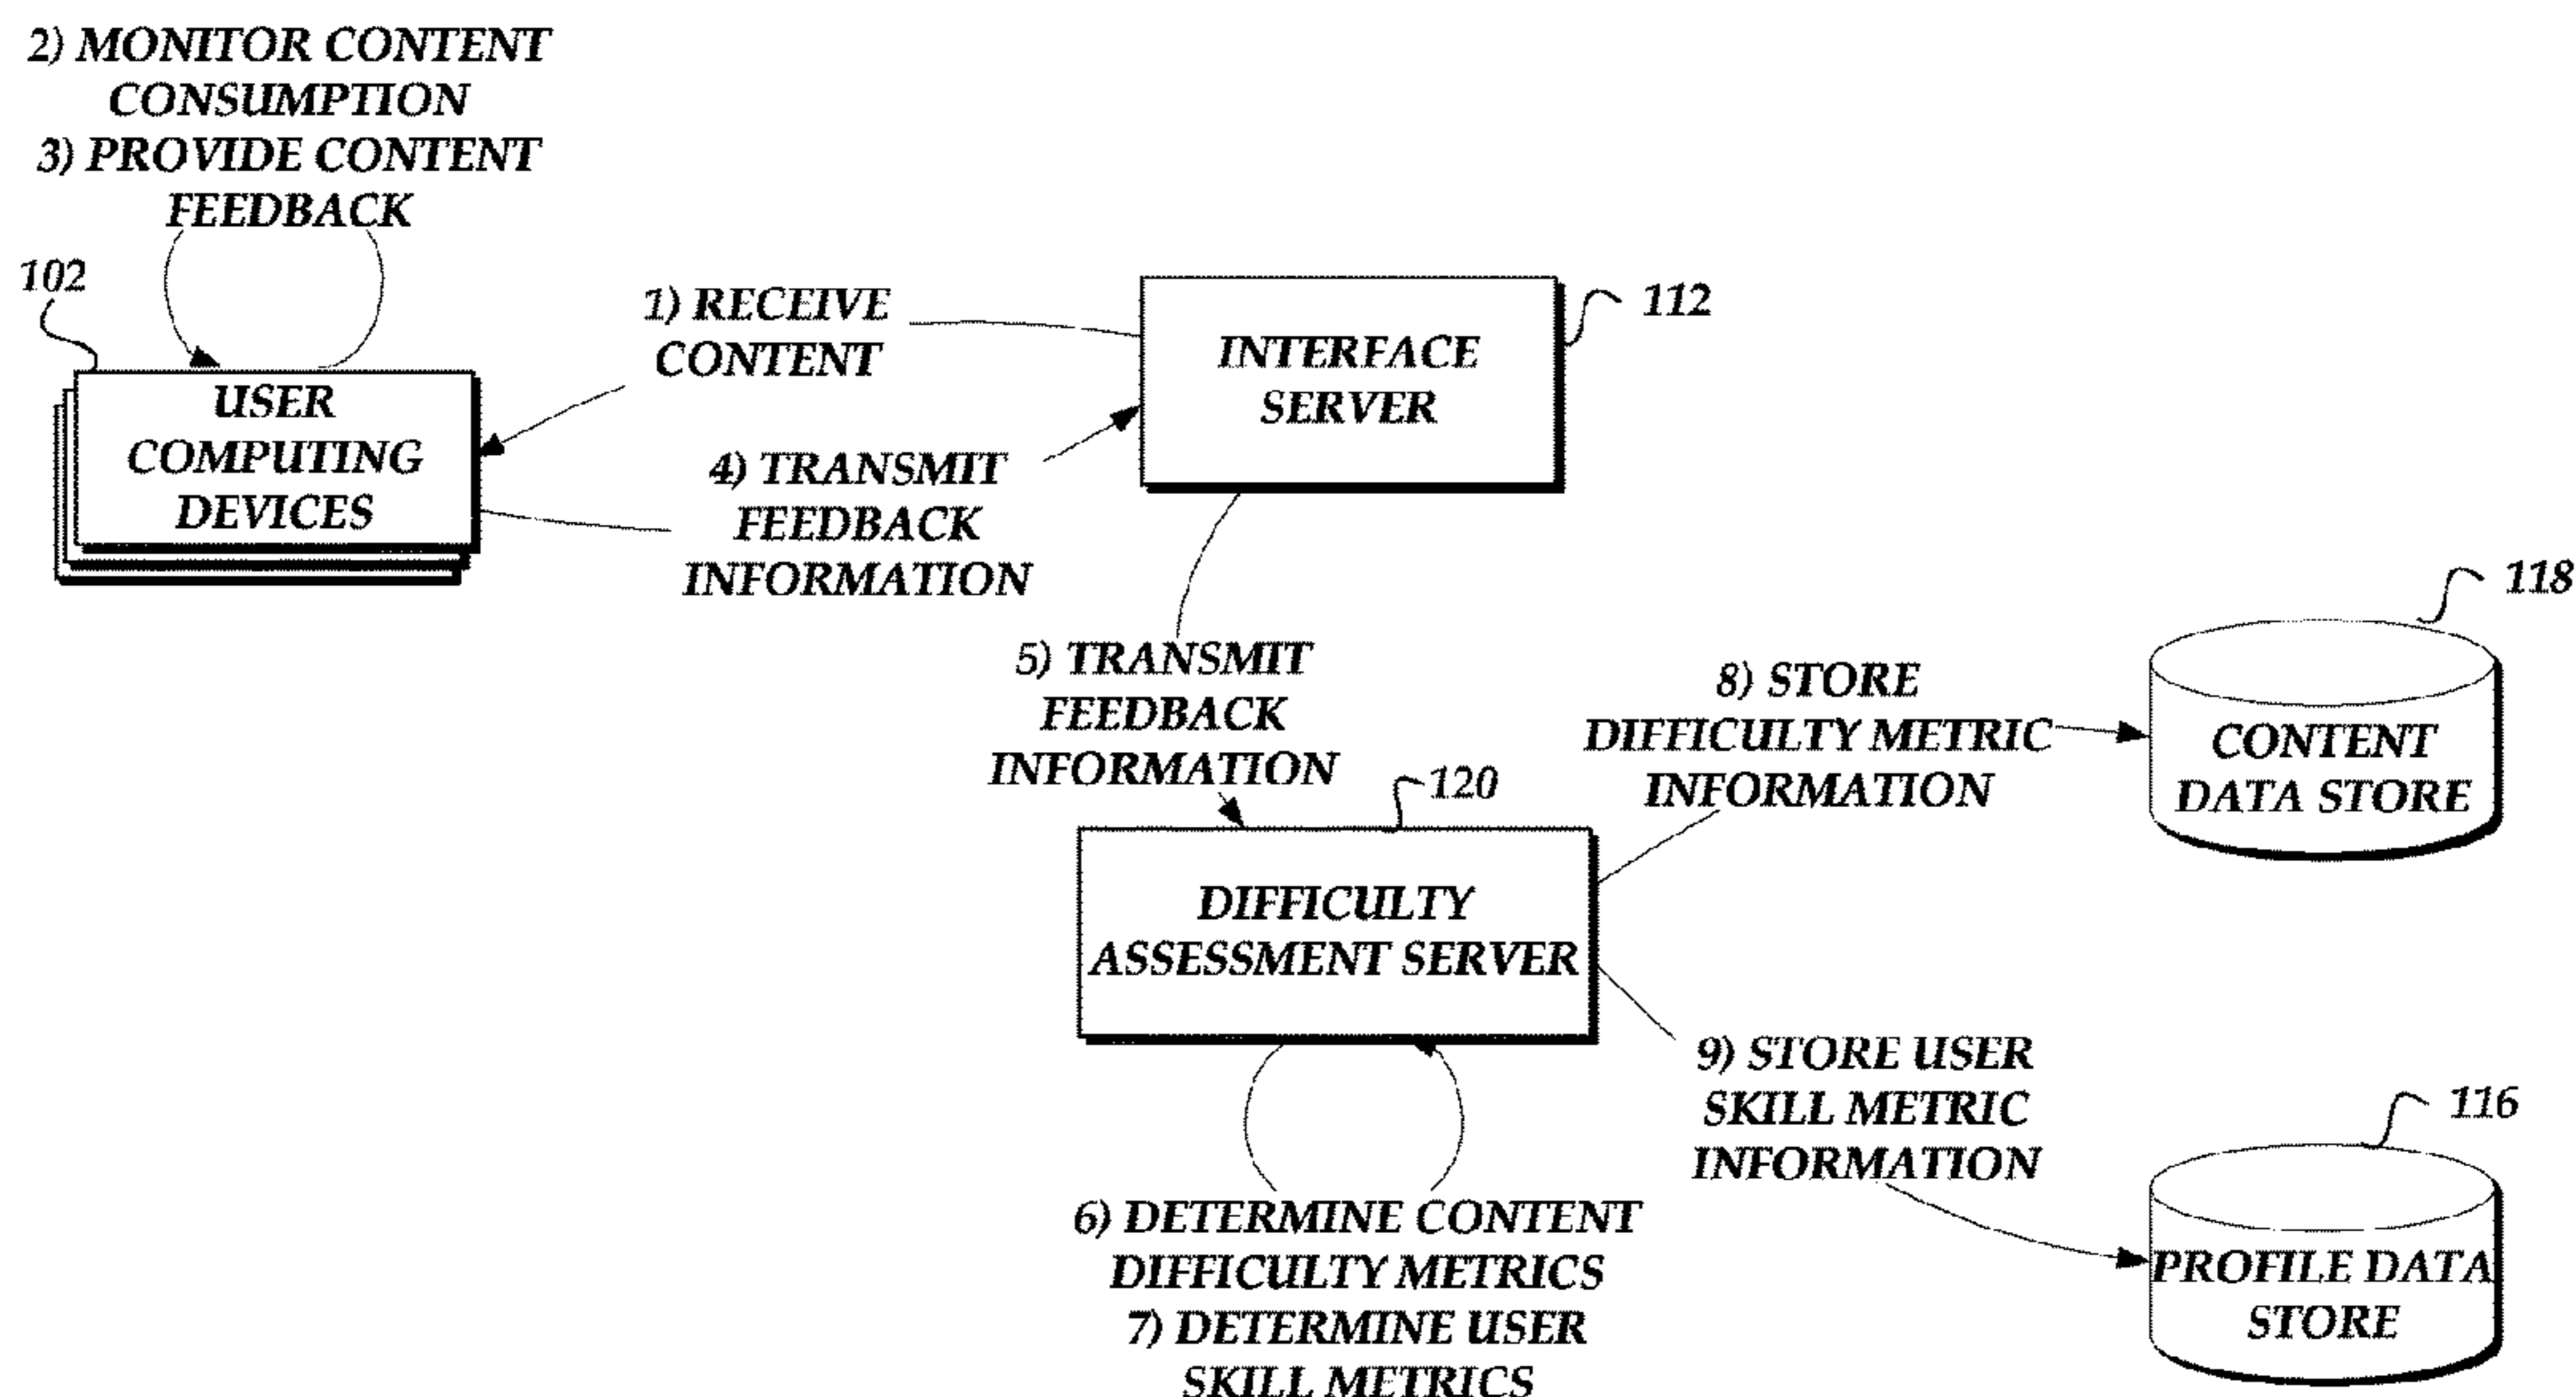 2) MONITOR CONTENT
CONSUMPTION
3) PROVIDE CONTENT
FEEDBACK
102
USER
COMPUTING
DEVICES
1) RECEIVE
CONTENT
4) TRANSMIT
FEEDBACK
INFORMATION
INTERFACE
SERVER
112
5) TRANSMIT
FEEDBACK
INFORMATION
120
DIFFICULTY
ASSESSMENT SERVER
8) STORE
DIFFICULTY METRIC
INFORMATION
118
CONTENT
DATA STORE
9) STORE USER
SKILL METRIC
INFORMATION
116
PROFILE DATA
STORE
6) DETERMINE CONTENT
DIFFICULTY METRICS
7) DETERMINE USER
SKILL METRICS